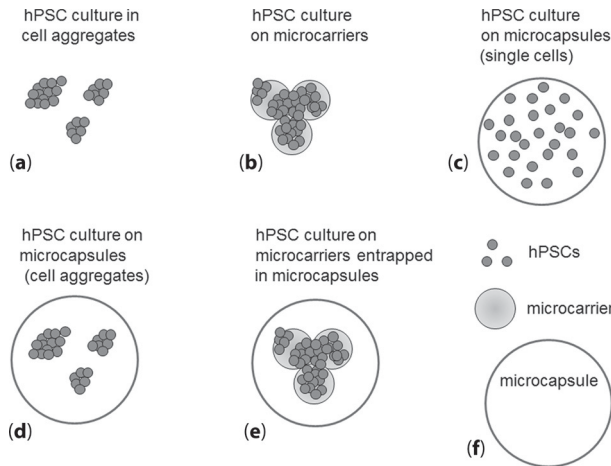 hPSC culture in
cell aggregates
(a)
hPSC culture
on microcarriers
(b)
hPSC culture
on microcapsules
(single cells)
(c)
hPSC culture on
microcapsules
(cell aggregates)
(d)
hPSC culture on
microcarriers entrapped
in microcapsules
(e)
hPSCs
microcarrier
microcapsule
(f)